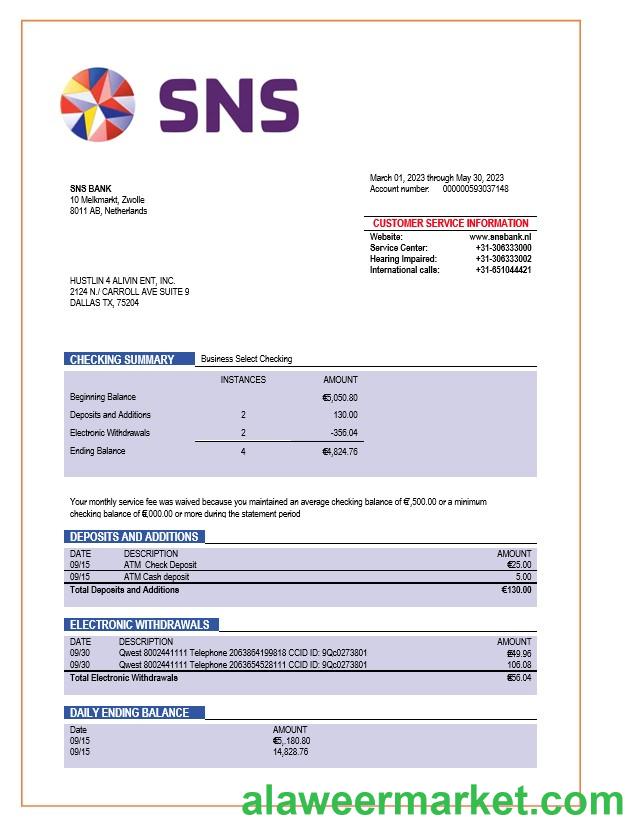 SNS
March 01, 2023 through May 30, 2023
Account number: 000000593037148
SNS BANK
10 Melkmarkt, Zwolle
8011 AB, Netherlands
CUSTOMER SERVICE INFORMATION
Website: www.snsbank.nl
Service Center: +31-306333000
Hearing Impaired: +31-306333002
International calls: +31-651044421
HUSTLIN 4 ALIVIN ENT, INC.
2124 N./ CARROLL AVE SUITE 9
DALLAS TX, 75204
CHECKING SUMMARY Business Select Checking
INSTANCES AMOUNT
Beginning Balance €5,050.80
Deposits and Additions 2 130.00
Electronic Withdrawals 2 -356.04
Ending Balance 4 €4,824.76
Your monthly service fee was waived because you maintained an average checking balance of €7,500.00 or a minimum
checking balance of €,000.00 or more during the statement period
DEPOSITS AND ADDITIONS
DATE DESCRIPTION AMOUNT
09/15 ATM Check Deposit €25.00
09/15 ATM Cash deposit 5.00
Total Deposits and Additions €130.00
ELECTRONIC WITHDRAWALS
DATE DESCRIPTION AMOUNT
09/30 Qwest 8002441111 Telephone 2063864199818 CCID ID: 9Qc0273801 €49.96
09/30 Qwest 8002441111 Telephone 2063654528111 CCID ID: 9Qc0273801 106.08
Total Electronic Withdrawals €56.04
DAILY ENDING BALANCE
Date AMOUNT
09/15 €5,.180.80
09/15 14,828.76
alaweermarket.com